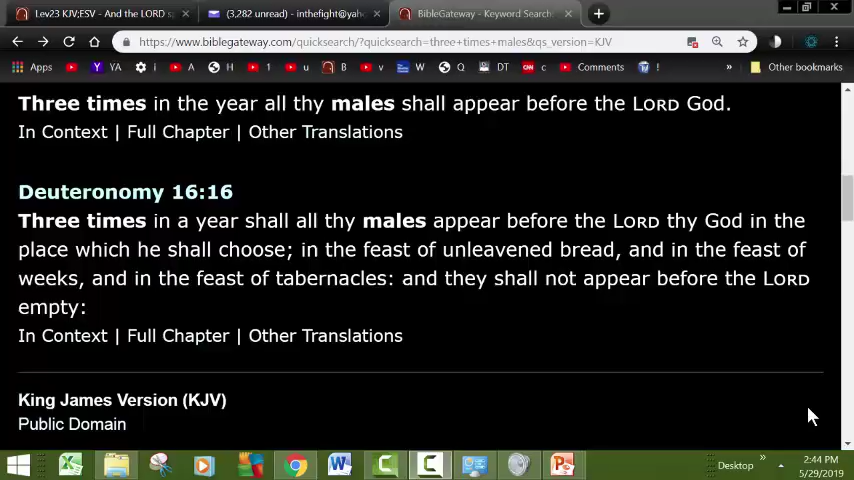 Lev23 KJV;ESV - And the LORD sp
(3,282 unread) - inthefight@yah
BibleGateway - Keyword Search:
https://www.biblegateway.com/quicksearch/?quicksearch=three+times+males&qs_version=KJV
Apps YA i A H B v W Q DT c Comments ! » Other bookmarks
Three times in the year all thy males shall appear before the LORD God.
In Context | Full Chapter | Other Translations
Deuteronomy 16:16
Three times in a year shall all thy males appear before the LORD thy God in the
place which he shall choose; in the feast of unleavened bread, and in the feast of
weeks, and in the feast of tabernacles: and they shall not appear before the LORD
empty:
In Context | Full Chapter | Other Translations
King James Version (KJV)
Public Domain
Desktop »
2:44 PM
5/29/2019